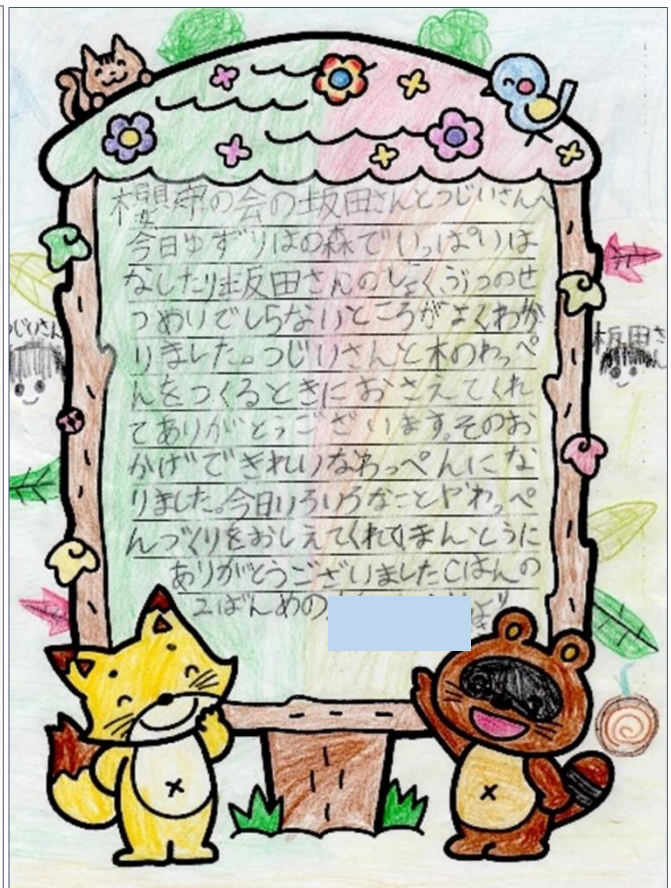 櫻守の会の坂田さんとつじいさんへ
今日ゆずりはの森でいっぱいは
なしたり坂田さんのしょくぶつのせ
つめいでしらないところがよくわか
りました。つじいさんと木のわっぺ
んをつくるときにおさえてくれ
てありがとうございます。そのお
かげできれいなわっぺんにな
りました。今日いろいろなことやわっぺ
んづくりをおしえてくれてほんとうに
ありがとうございましたCはんの
2ばんめの
つじいさん
坂田さん